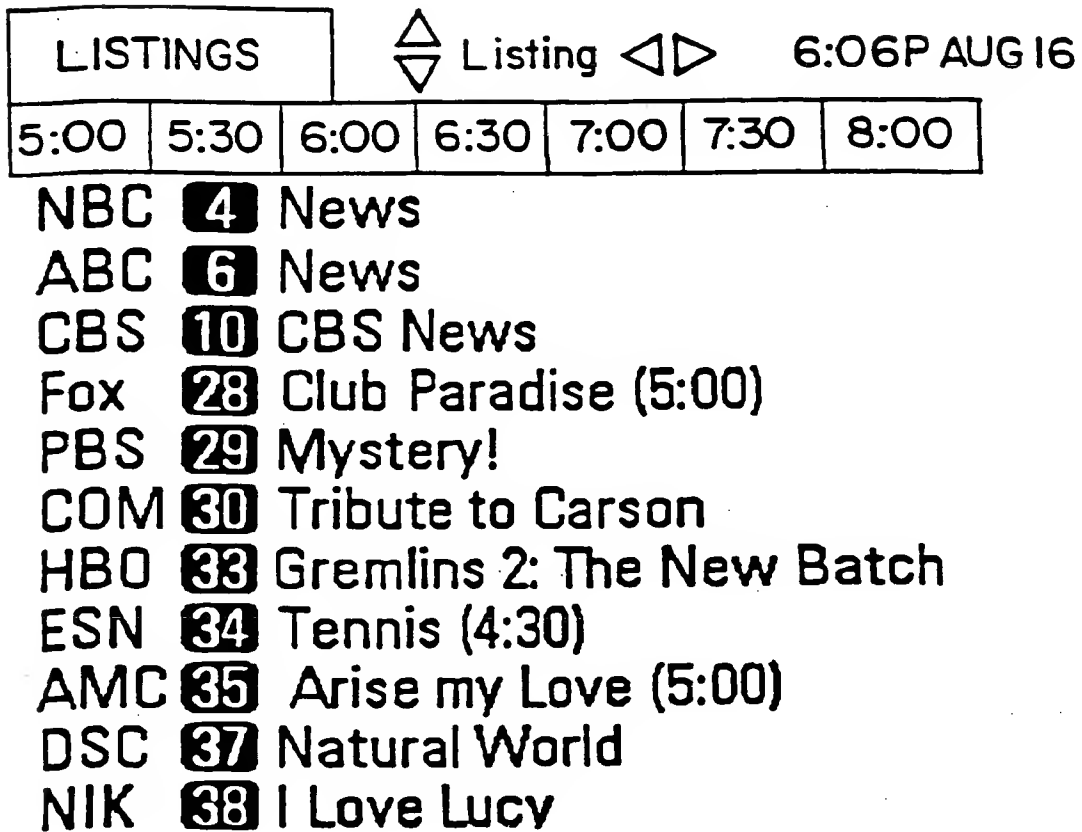 LISTINGS Listing 6:06P AUG 16
5:00 5:30 6:00 6:30 7:00 7:30 8:00
NBC 4 News
ABC 6 News
CBS 10 CBS News
Fox 28 Club Paradise (5:00)
PBS 29 Mystery!
COM 30 Tribute to Carson
HBO 33 Gremlins 2: The New Batch
ESN 34 Tennis (4:30)
AMC 35 Arise my Love (5:00)
DSC 37 Natural World
NIK 38 I Love Lucy